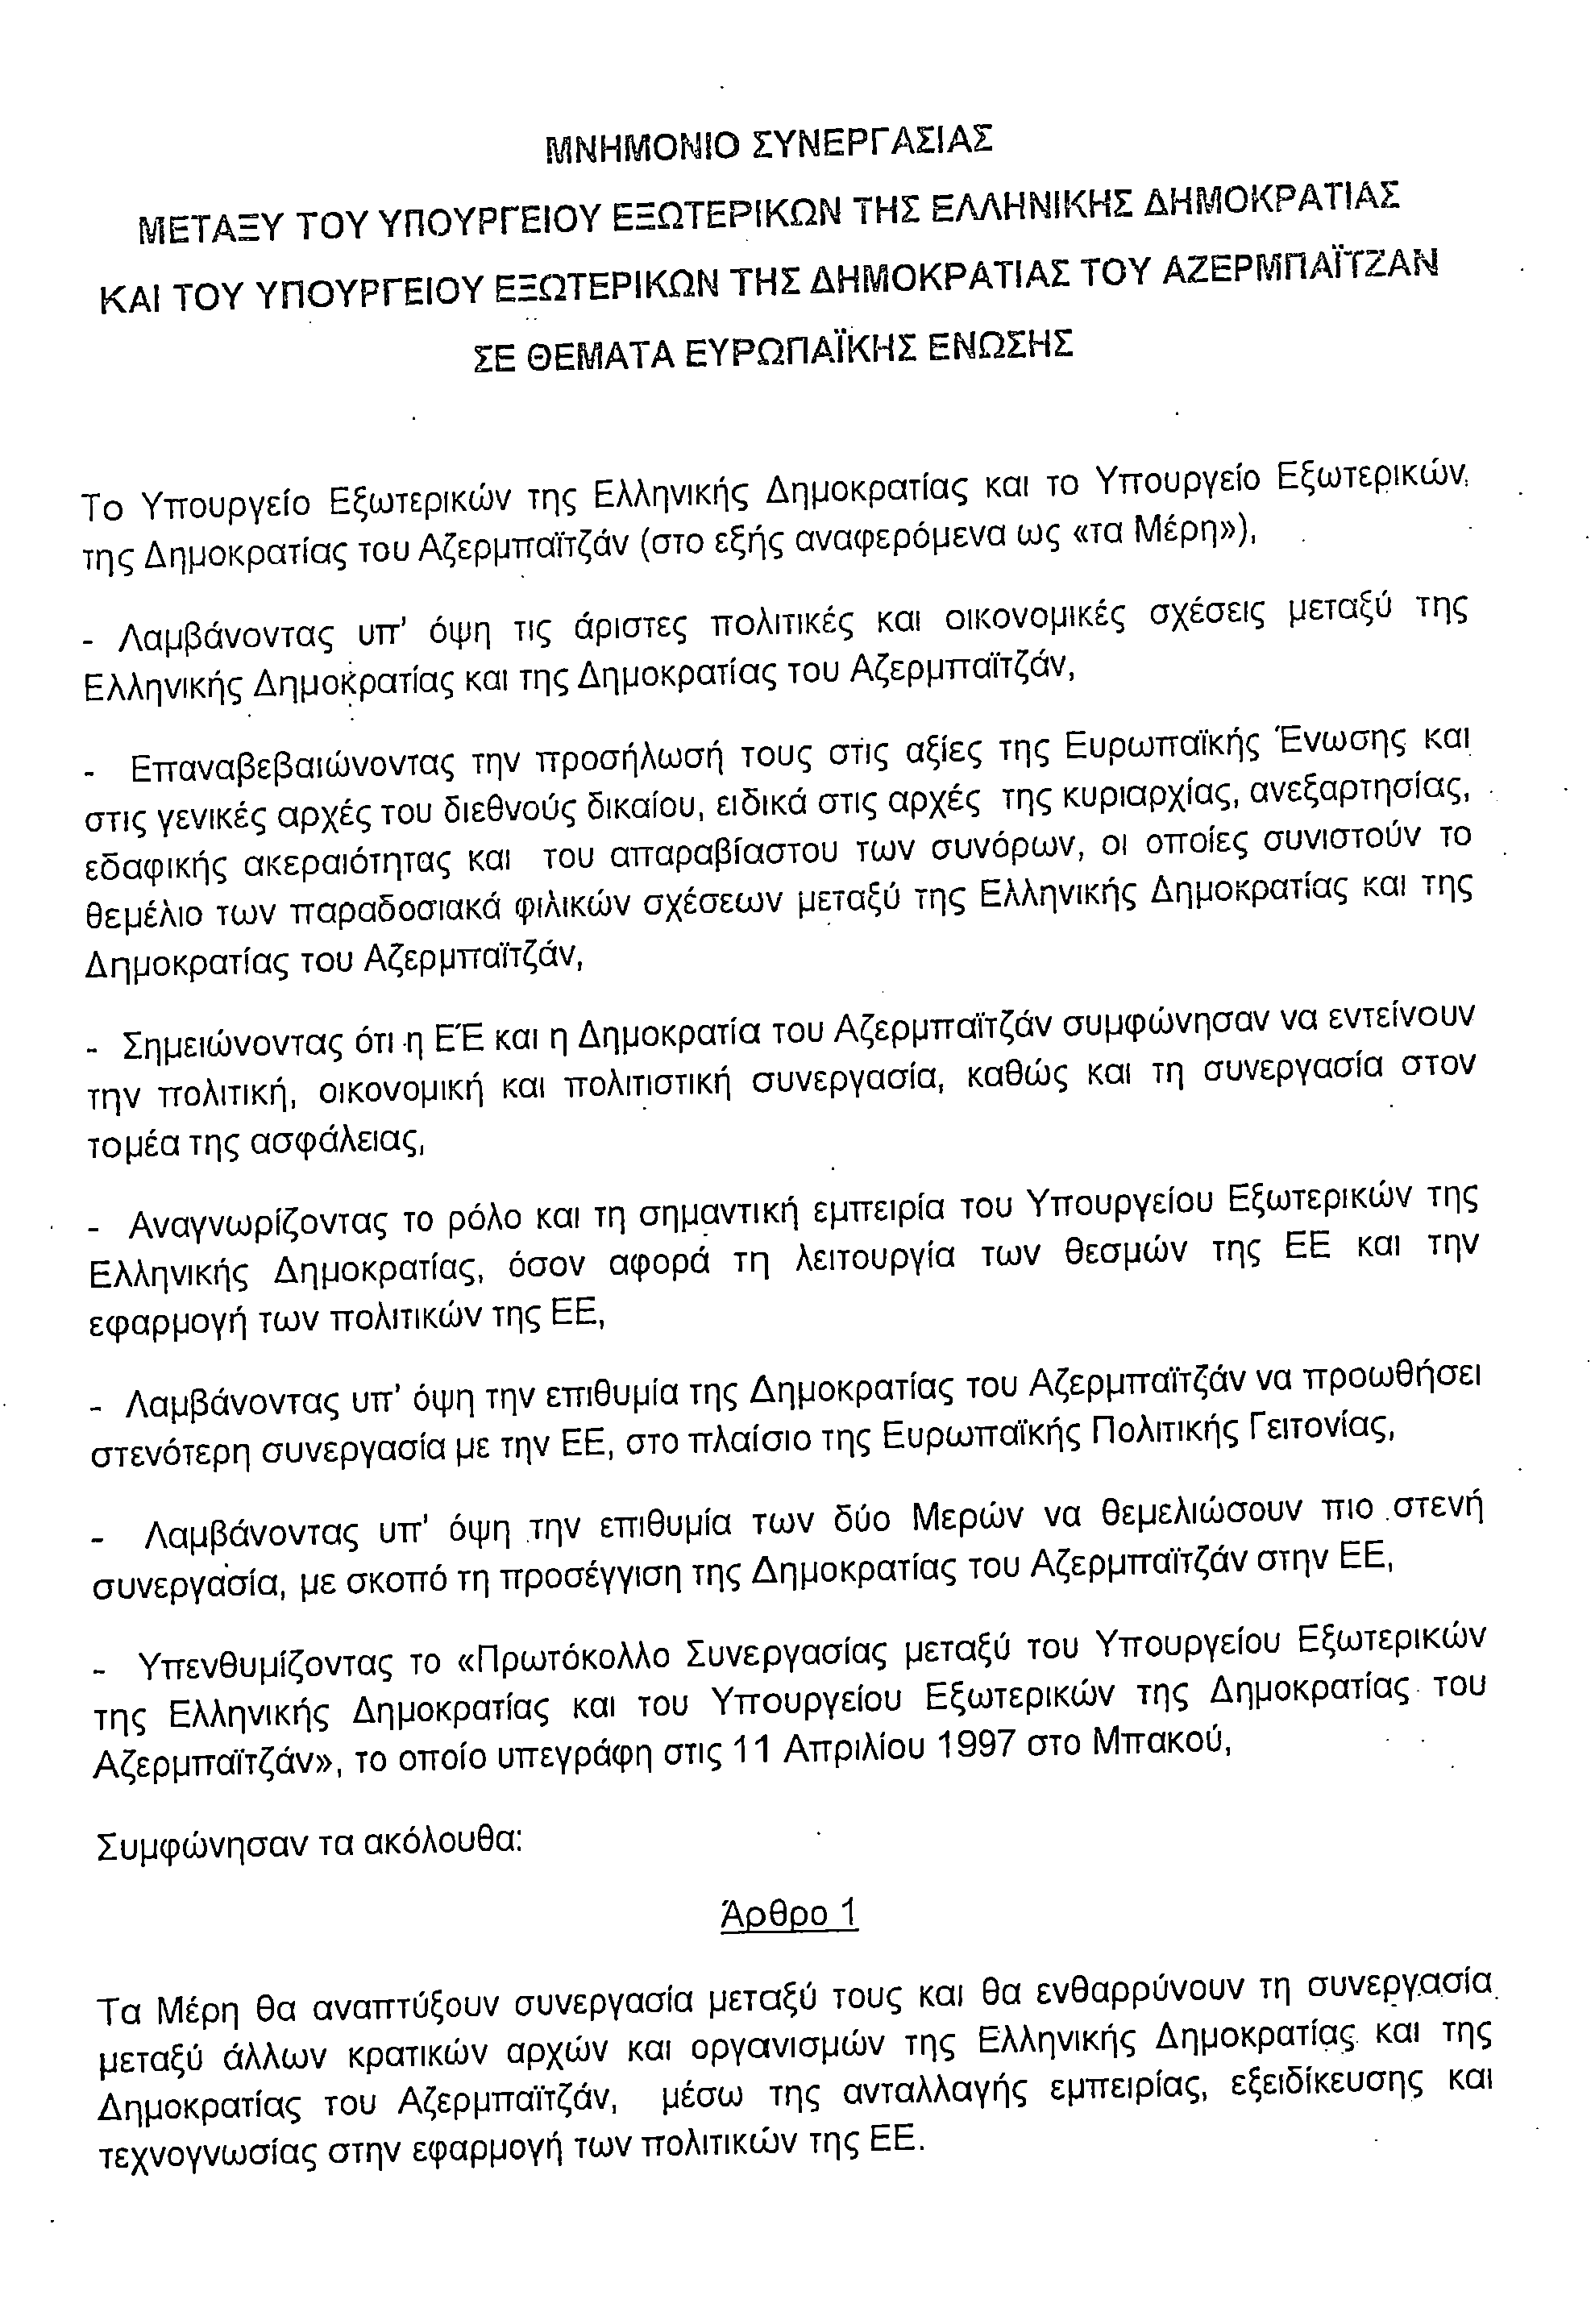 ΜΝΗΜΟΝΙΟ ΣΥΝΕΡΓΑΣΙΑΣ
ΜΕΤΑΞΥ ΤΟΥ ΥΠΟΥΡΓΕΙΟΥ ΕΞΩΤΕΡΙΚΩΝ ΤΗΣ ΕΛΛΗΝΙΚΗΣ ΔΗΜΟΚΡΑΤΙΑΣ
ΚΑΙ ΤΟΥ ΥΠΟΥΡΓΕΙΟΥ ΕΞΩΤΕΡΙΚΩΝ ΤΗΣ ΔΗΜΟΚΡΑΤΙΑΣ ΤΟΥ ΑΖΕΡΜΠΑΪΤΖΑΝ
ΣΕ ΘΕΜΑΤΑ ΕΥΡΩΠΑΪΚΗΣ ΕΝΩΣΗΣ
Το Υπουργείο Εξωτερικών της Ελληνικής Δημοκρατίας και το Υπουργείο Εξωτερικών,
της Δημοκρατίας του Αζερμπαϊτζάν (στο εξής αναφερόμενα ως «τα Μέρη»),
- Λαμβάνοντας υπ’ όψη τις άριστες πολιτικές και οικονομικές σχέσεις μεταξύ της
Ελληνικής Δημοκρατίας και της Δημοκρατίας του Αζερμπαϊτζάν,
- Επαναβεβαιώνοντας την προσήλωσή τους στις αξίες της Ευρωπαϊκής Ένωσης και
στις γενικές αρχές του διεθνούς δικαίου, ειδικά στις αρχές της κυριαρχίας, ανεξαρτησίας,
εδαφικής ακεραιότητας και του απαραβίαστου των συνόρων, οι οποίες συνιστούν το
θεμέλιο των παραδοσιακά φιλικών σχέσεων μεταξύ της Ελληνικής Δημοκρατίας και της
Δημοκρατίας του Αζερμπαϊτζάν,
- Σημειώνοντας ότι η ΕΈ και η Δημοκρατία του Αζερμπαϊτζάν συμφώνησαν να εντείνουν
την πολιτική, οικονομική και πολιτιστική συνεργασία, καθώς και τη συνεργασία στον
τομέα της ασφάλειας,
- Αναγνωρίζοντας το ρόλο και τη σημαντική εμπειρία του Υπουργείου Εξωτερικών της
Ελληνικής Δημοκρατίας, όσον αφορά τη λειτουργία των θεσμών της ΕΕ και την
εφαρμογή των πολιτικών της ΕΕ,
- Λαμβάνοντας υπ’ όψη την επιθυμία της Δημοκρατίας του Αζερμπαϊτζάν να προωθήσει
στενότερη συνεργασία με την ΕΕ, στο πλαίσιο της Ευρωπαϊκής Πολιτικής Γειτονίας,
- Λαμβάνοντας υπ’ όψη την επιθυμία των δύο Μερών να θεμελιώσουν πιο στενή
συνεργασία, με σκοπό τη προσέγγιση της Δημοκρατίας του Αζερμπαϊτζάν στην ΕΕ,
- Υπενθυμίζοντας το «Πρωτόκολλο Συνεργασίας μεταξύ του Υπουργείου Εξωτερικών
της Ελληνικής Δημοκρατίας και του Υπουργείου Εξωτερικών της Δημοκρατίας του
Αζερμπαϊτζάν», το οποίο υπεγράφη στις 11 Απριλίου 1997 στο Μπακού,
Συμφώνησαν τα ακόλουθα:
Άρθρο 1
Τα Μέρη θα αναπτύξουν συνεργασία μεταξύ τους και θα ενθαρρύνουν τη συνεργασία
μεταξύ άλλων κρατικών αρχών και οργανισμών της Ελληνικής Δημοκρατίας και της
Δημοκρατίας του Αζερμπαϊτζάν, μέσω της ανταλλαγής εμπειρίας, εξειδίκευσης και
τεχνογνωσίας στην εφαρμογή των πολιτικών της ΕΕ.